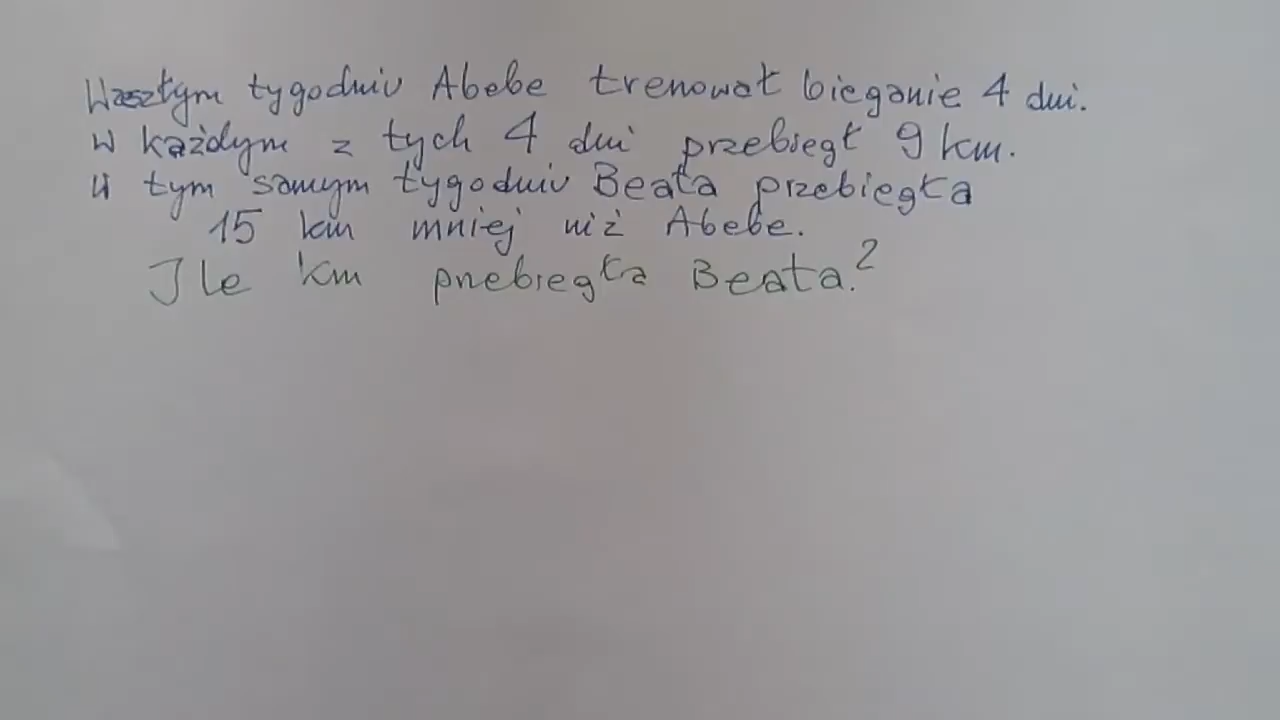 W zeszłym tygodniu Abebe trenował bieganie 4 dni.
W każdym z tych 4 dni przebiegł 9 km.
W tym samym tygodniu Beata przebiegła
15 km mniej niż Abebe.
Ile km przebiegła Beata?